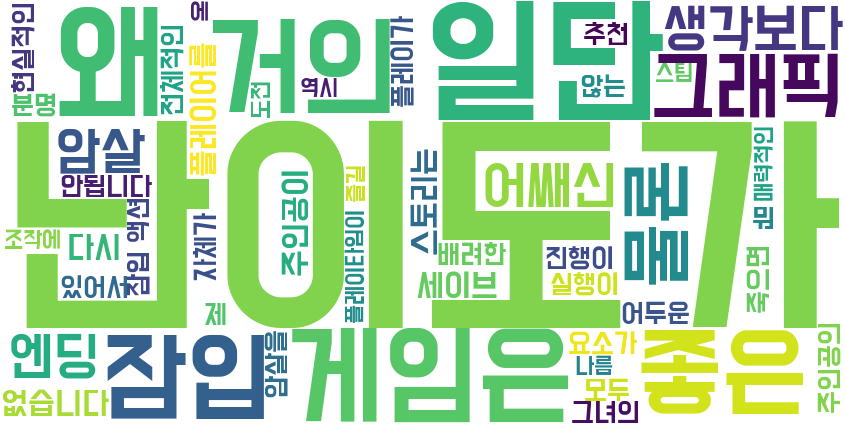 현실적인
왜
에
전체적인
거의
도전
역시
플레이가
일단
추천
않는
생각보다
스팀
그래픽
플레이어를
암살
안됩니다
난이도가
주인공이
즐길
플레이타임이
스토리는
어쌔신
매력적인
조작에
다시
잠입 액션
자체가
있어서
제
배려한
세이브
진행이
실행이
어두운
죽으면
엔딩
잠입
암살을
게임은
요소가
나름
모두
그녀의
좋은
주인공의
없습니다